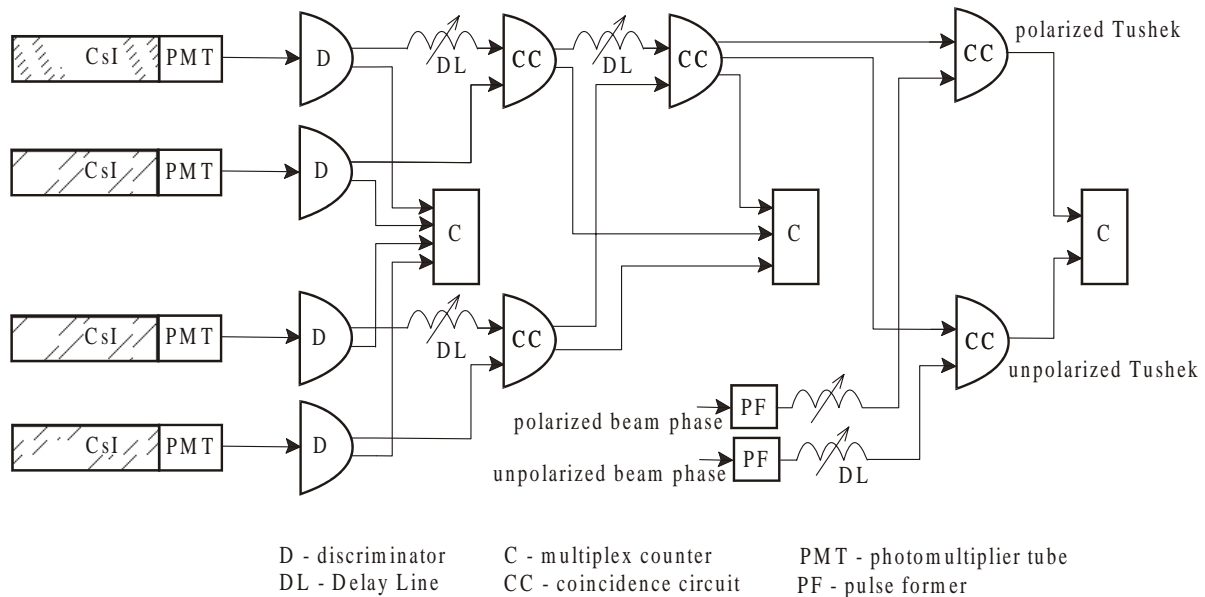 polarized Tushek
CsI PMT D DL CC DL CC CC
CsI PMT D
C C C
CsI PMT D DL CC CC
unpolarized Tushek
polarized beam phase PF
CsI PMT D
unpolarized beam phase PF DL
D - discriminator C - multiplex counter PMT - photomultiplier tube
DL - Delay Line CC - coincidence circuit PF - pulse former